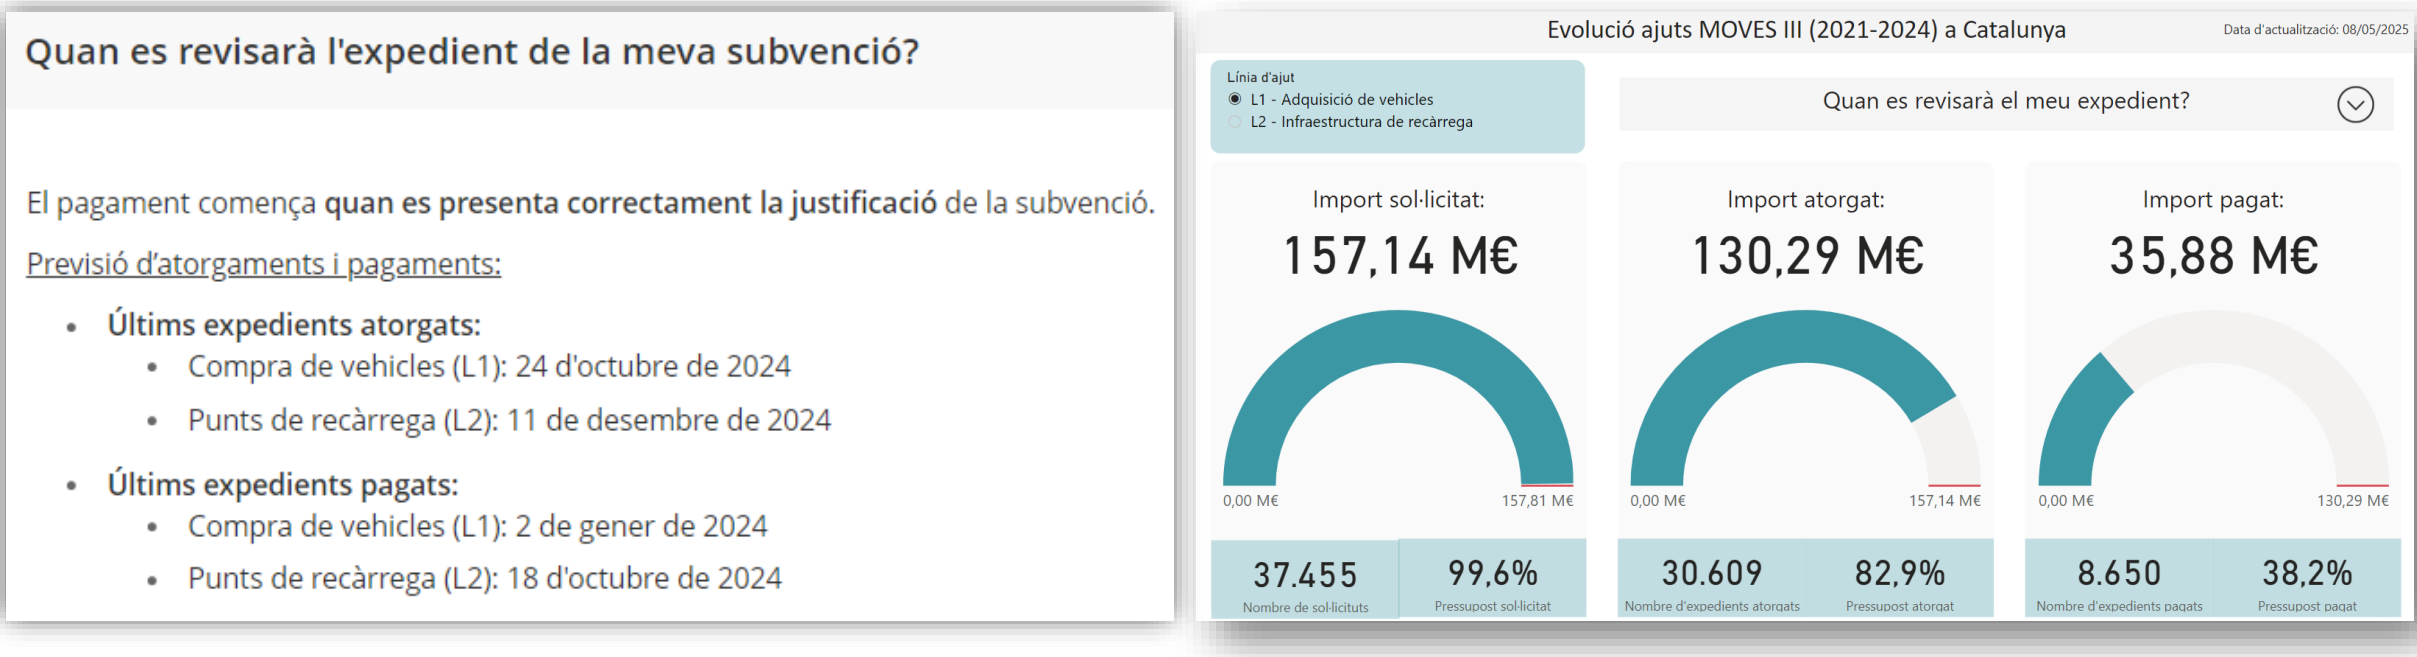 Quan es revisarà l'expedient de la meva subvenció?
El pagament comença quan es presenta correctament la justificació de la subvenció.
Previsió d'atorgaments i pagaments:
• Últims expedients atorgats:
• Compra de vehicles (L1): 24 d'octubre de 2024
• Punts de recàrrega (L2): 11 de desembre de 2024
• Últims expedients pagats:
• Compra de vehicles (L1): 2 de gener de 2024
• Punts de recàrrega (L2): 18 d'octubre de 2024
Evolució ajuts MOVES III (2021-2024) a Catalunya
Data d'actualització: 08/05/2025
Línia d'ajut
L1 - Adquisició de vehicles
L2 - Infraestructura de recàrrega
Quan es revisarà el meu expedient?
Import sol·licitat:
157,14 M€
0,00 M€ 157,81 M€
37.455 99,6%
Nombre de sol·licituts Pressupost sol·licitat
Import atorgat:
130,29 M€
0,00 M€ 157,14 M€
30.609 82,9%
Nombre d'expedients atorgats Pressupost atorgat
Import pagat:
35,88 M€
0,00 M€ 130,29 M€
8.650 38,2%
Nombre d'expedients pagats Pressupost pagat